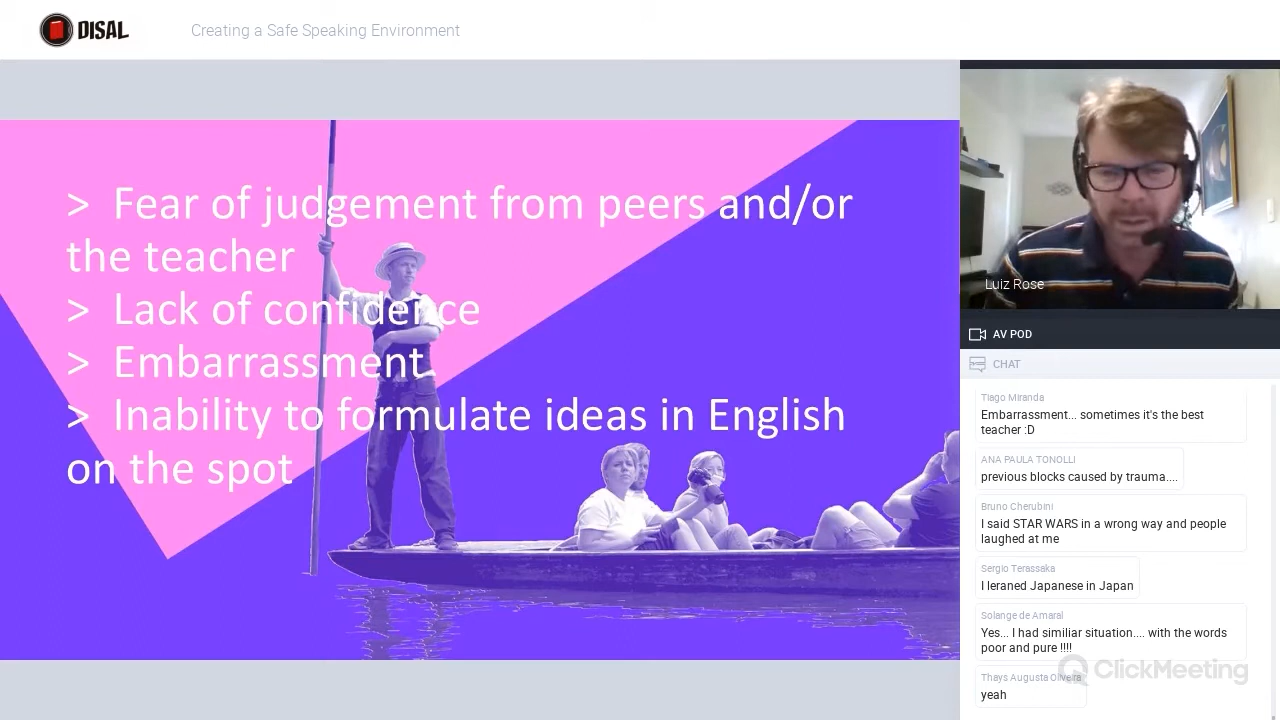 DISAL
Creating a Safe Speaking Environment
> Fear of judgement from peers and/or
the teacher
> Lack of confidence
> Embarrassment
> Inability to formulate ideas in English
on the spot
Luiz Rose
AV POD
CHAT
Tiago Miranda
Embarrassment... sometimes it's the best
teacher :D
ANA PAULA TONOLLI
previous blocks caused by trauma....
Bruno Cherubini
I said STAR WARS in a wrong way and people
laughed at me
Sergio Terassaka
I leraned Japanese in Japan
Solange de Amaral
Yes... I had similiar situation.... with the words
poor and pure !!!!
ClickMeeting
Thays Augusta Oliveira
yeah